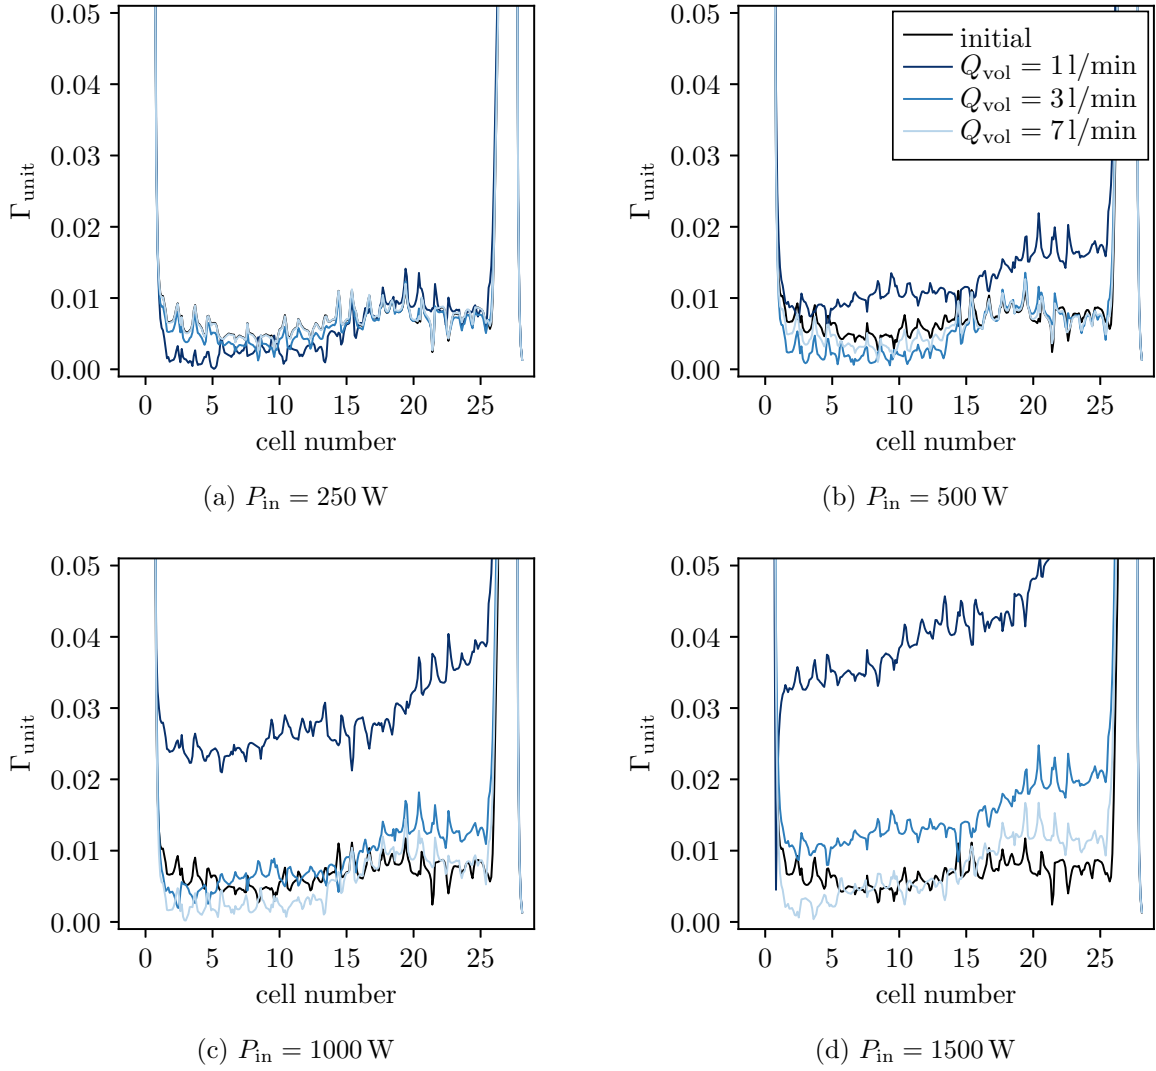 0.05
0.04
0.03
0.02
0.01
0.00
Γunit
0 5 10 15 20 25
cell number
(a) Pin = 250 W
0.05
0.04
0.03
0.02
0.01
0.00
Γunit
initial
Qvol = 1 l/min
Qvol = 3 l/min
Qvol = 7 l/min
0 5 10 15 20 25
cell number
(b) Pin = 500 W
0.05
0.04
0.03
0.02
0.01
0.00
Γunit
0 5 10 15 20 25
cell number
(c) Pin = 1000 W
0.05
0.04
0.03
0.02
0.01
0.00
Γunit
0 5 10 15 20 25
cell number
(d) Pin = 1500 W